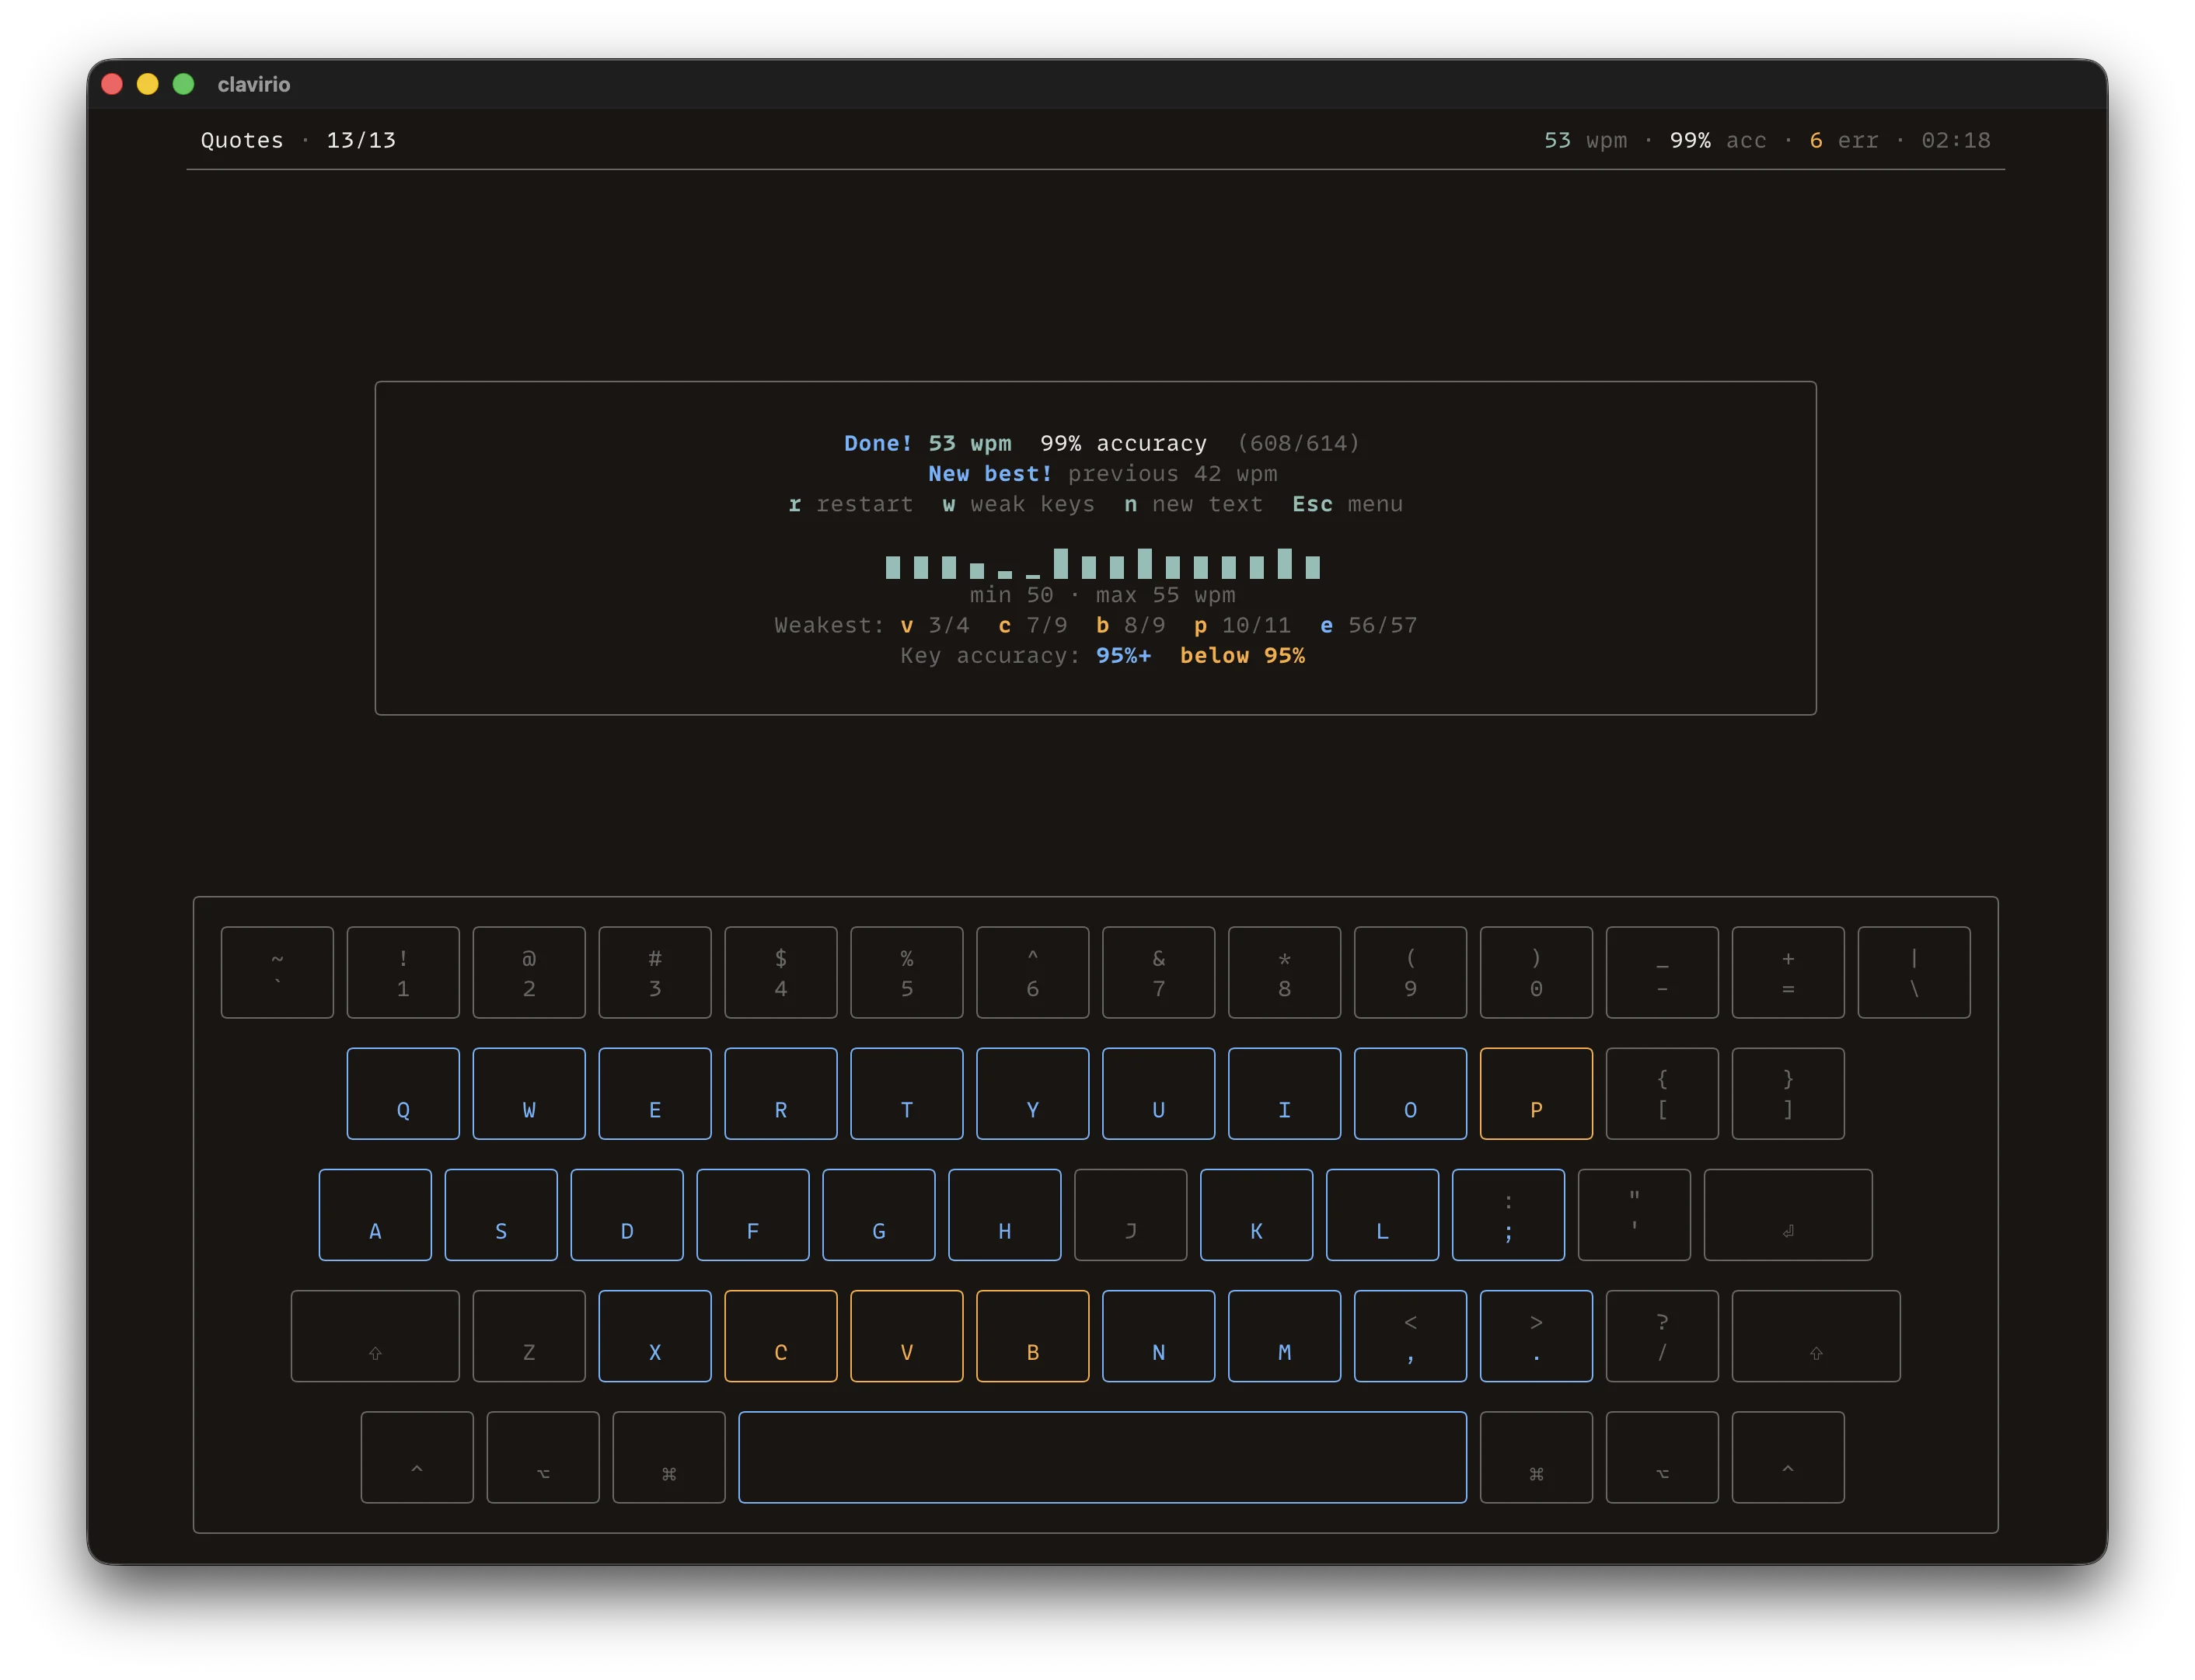 clavirio
Quotes · 13/13 53 wpm · 99% acc · 6 err · 02:18
Done! 53 wpm 99% accuracy (608/614)
New best! previous 42 wpm
r restart w weak keys n new text Esc menu
min 50 · max 55 wpm
Weakest: v 3/4 c 7/9 b 8/9 p 10/11 e 56/57
Key accuracy: 95%+ below 95%
~ ! @ # $ % ^ & * ( ) _ + |
` 1 2 3 4 5 6 7 8 9 0 - = \
{ }
Q W E R T Y U I O P [ ]
: "
A S D F G H J K L ; ' ⏎
< > ?
⇧ Z X C V B N M , . / ⇧
^ ⌥ ⌘ ⌘ ⌥ ^